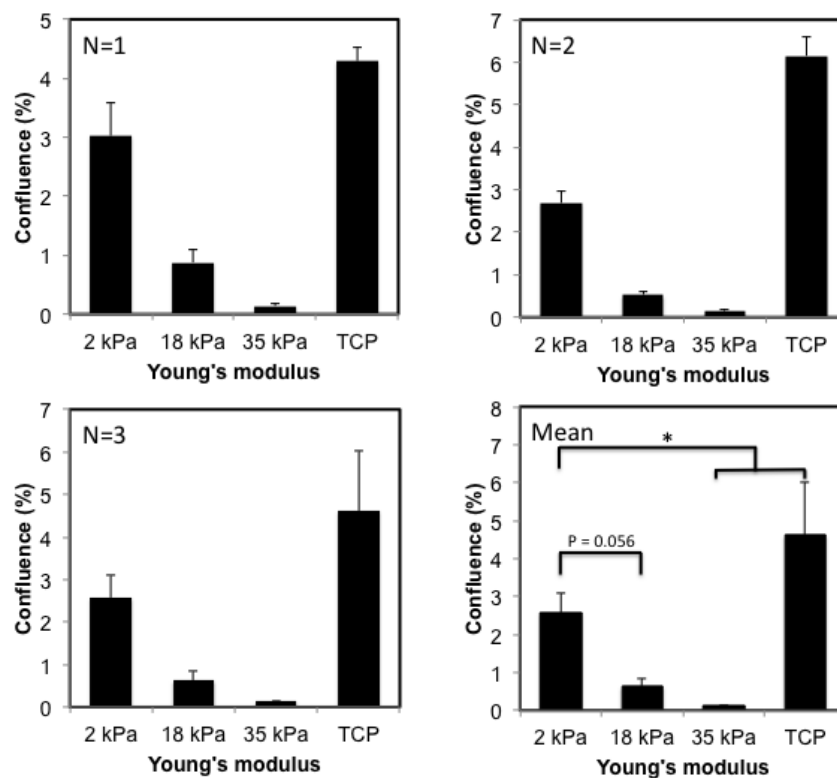 N=1
Confluence (%)
5
4
3
2
1
0
2 kPa 18 kPa 35 kPa TCP
Young's modulus
N=2
Confluence (%)
7
6
5
4
3
2
1
0
2 kPa 18 kPa 35 kPa TCP
Young's modulus
N=3
Confluence (%)
7
6
5
4
3
2
1
0
2 kPa 18 kPa 35 kPa TCP
Young's modulus
Mean
*
P = 0.056
Confluence (%)
8
7
6
5
4
3
2
1
0
2 kPa 18 kPa 35 kPa TCP
Young's modulus